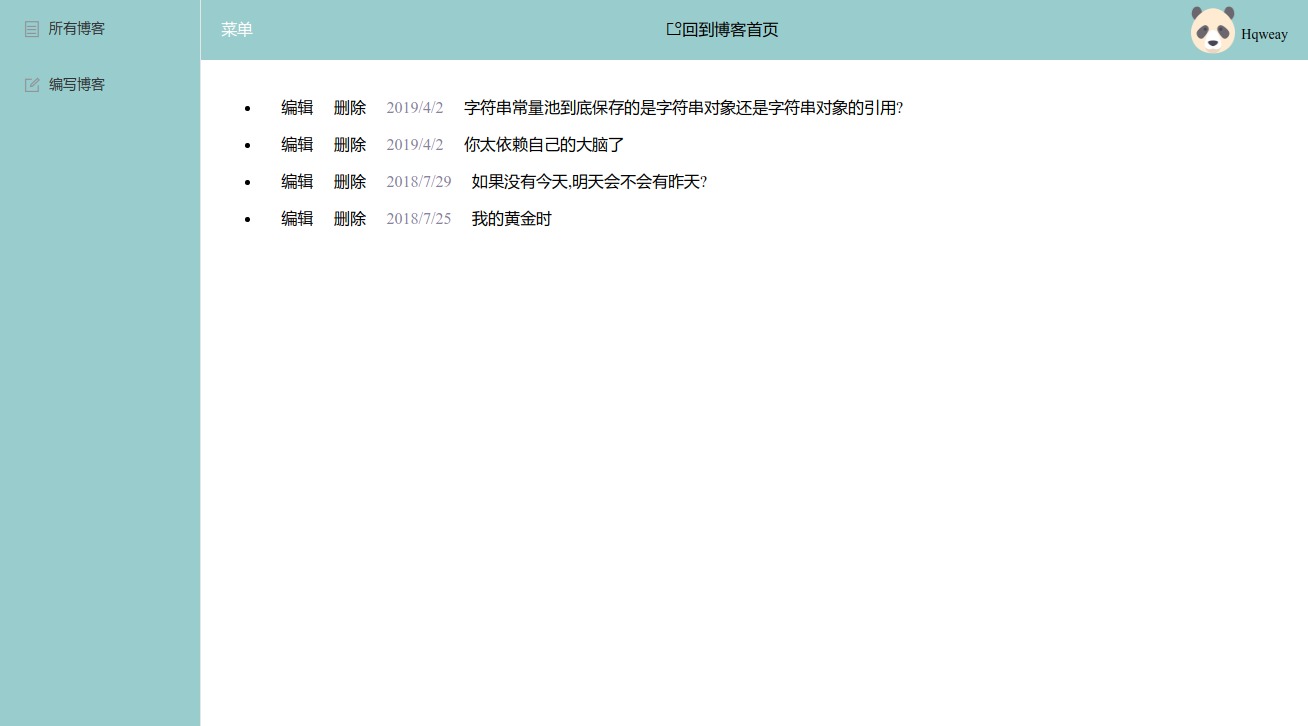 所有博客
编写博客
菜单
回到博客首页
Hqweay
编辑 删除 2019/4/2 字符串常量池到底保存的是字符串对象还是字符串对象的引用?
编辑 删除 2019/4/2 你太依赖自己的大脑了
编辑 删除 2018/7/29 如果没有今天,明天会不会有昨天?
编辑 删除 2018/7/25 我的黄金时